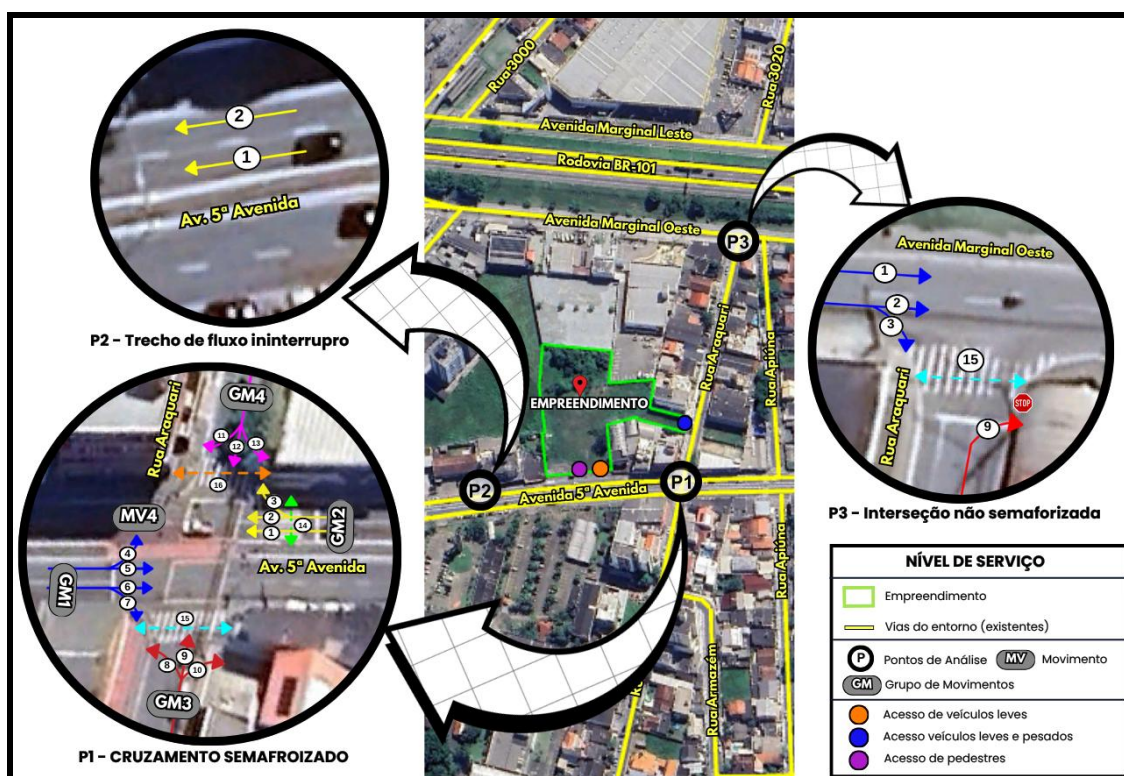 2
1
Av. 5ª Avenida
P2 - Trecho de fluxo ininterrupro
Rua Araquari
GM4
11
12
13
16
3
2
14
1
GM2
MV4
4
5
6
7
GM1
Av. 5ª Avenida
15
8
9
10
GM3
P1 - CRUZAMENTO SEMAFROIZADO
Rua 3000
Rua 3020
Avenida Marginal Leste
Rodovia BR-101
Avenida Marginal Oeste
P3
Rua Araquari
Rua Apiúna
EMPREENDIMENTO
P2
P1
Avenida 5ª Avenida
Rua Apiúna
Rua Armazém
Avenida Marginal Oeste
1
2
3
15
STOP
9
Rua Araquari
P3 - Interseção não semaforizada
NÍVEL DE SERVIÇO
Empreendimento
Vias do entorno (existentes)
P Pontos de Análise MV Movimento
GM Grupo de Movimentos
Acesso de veículos leves
Acesso veículos leves e pesados
Acesso de pedestres